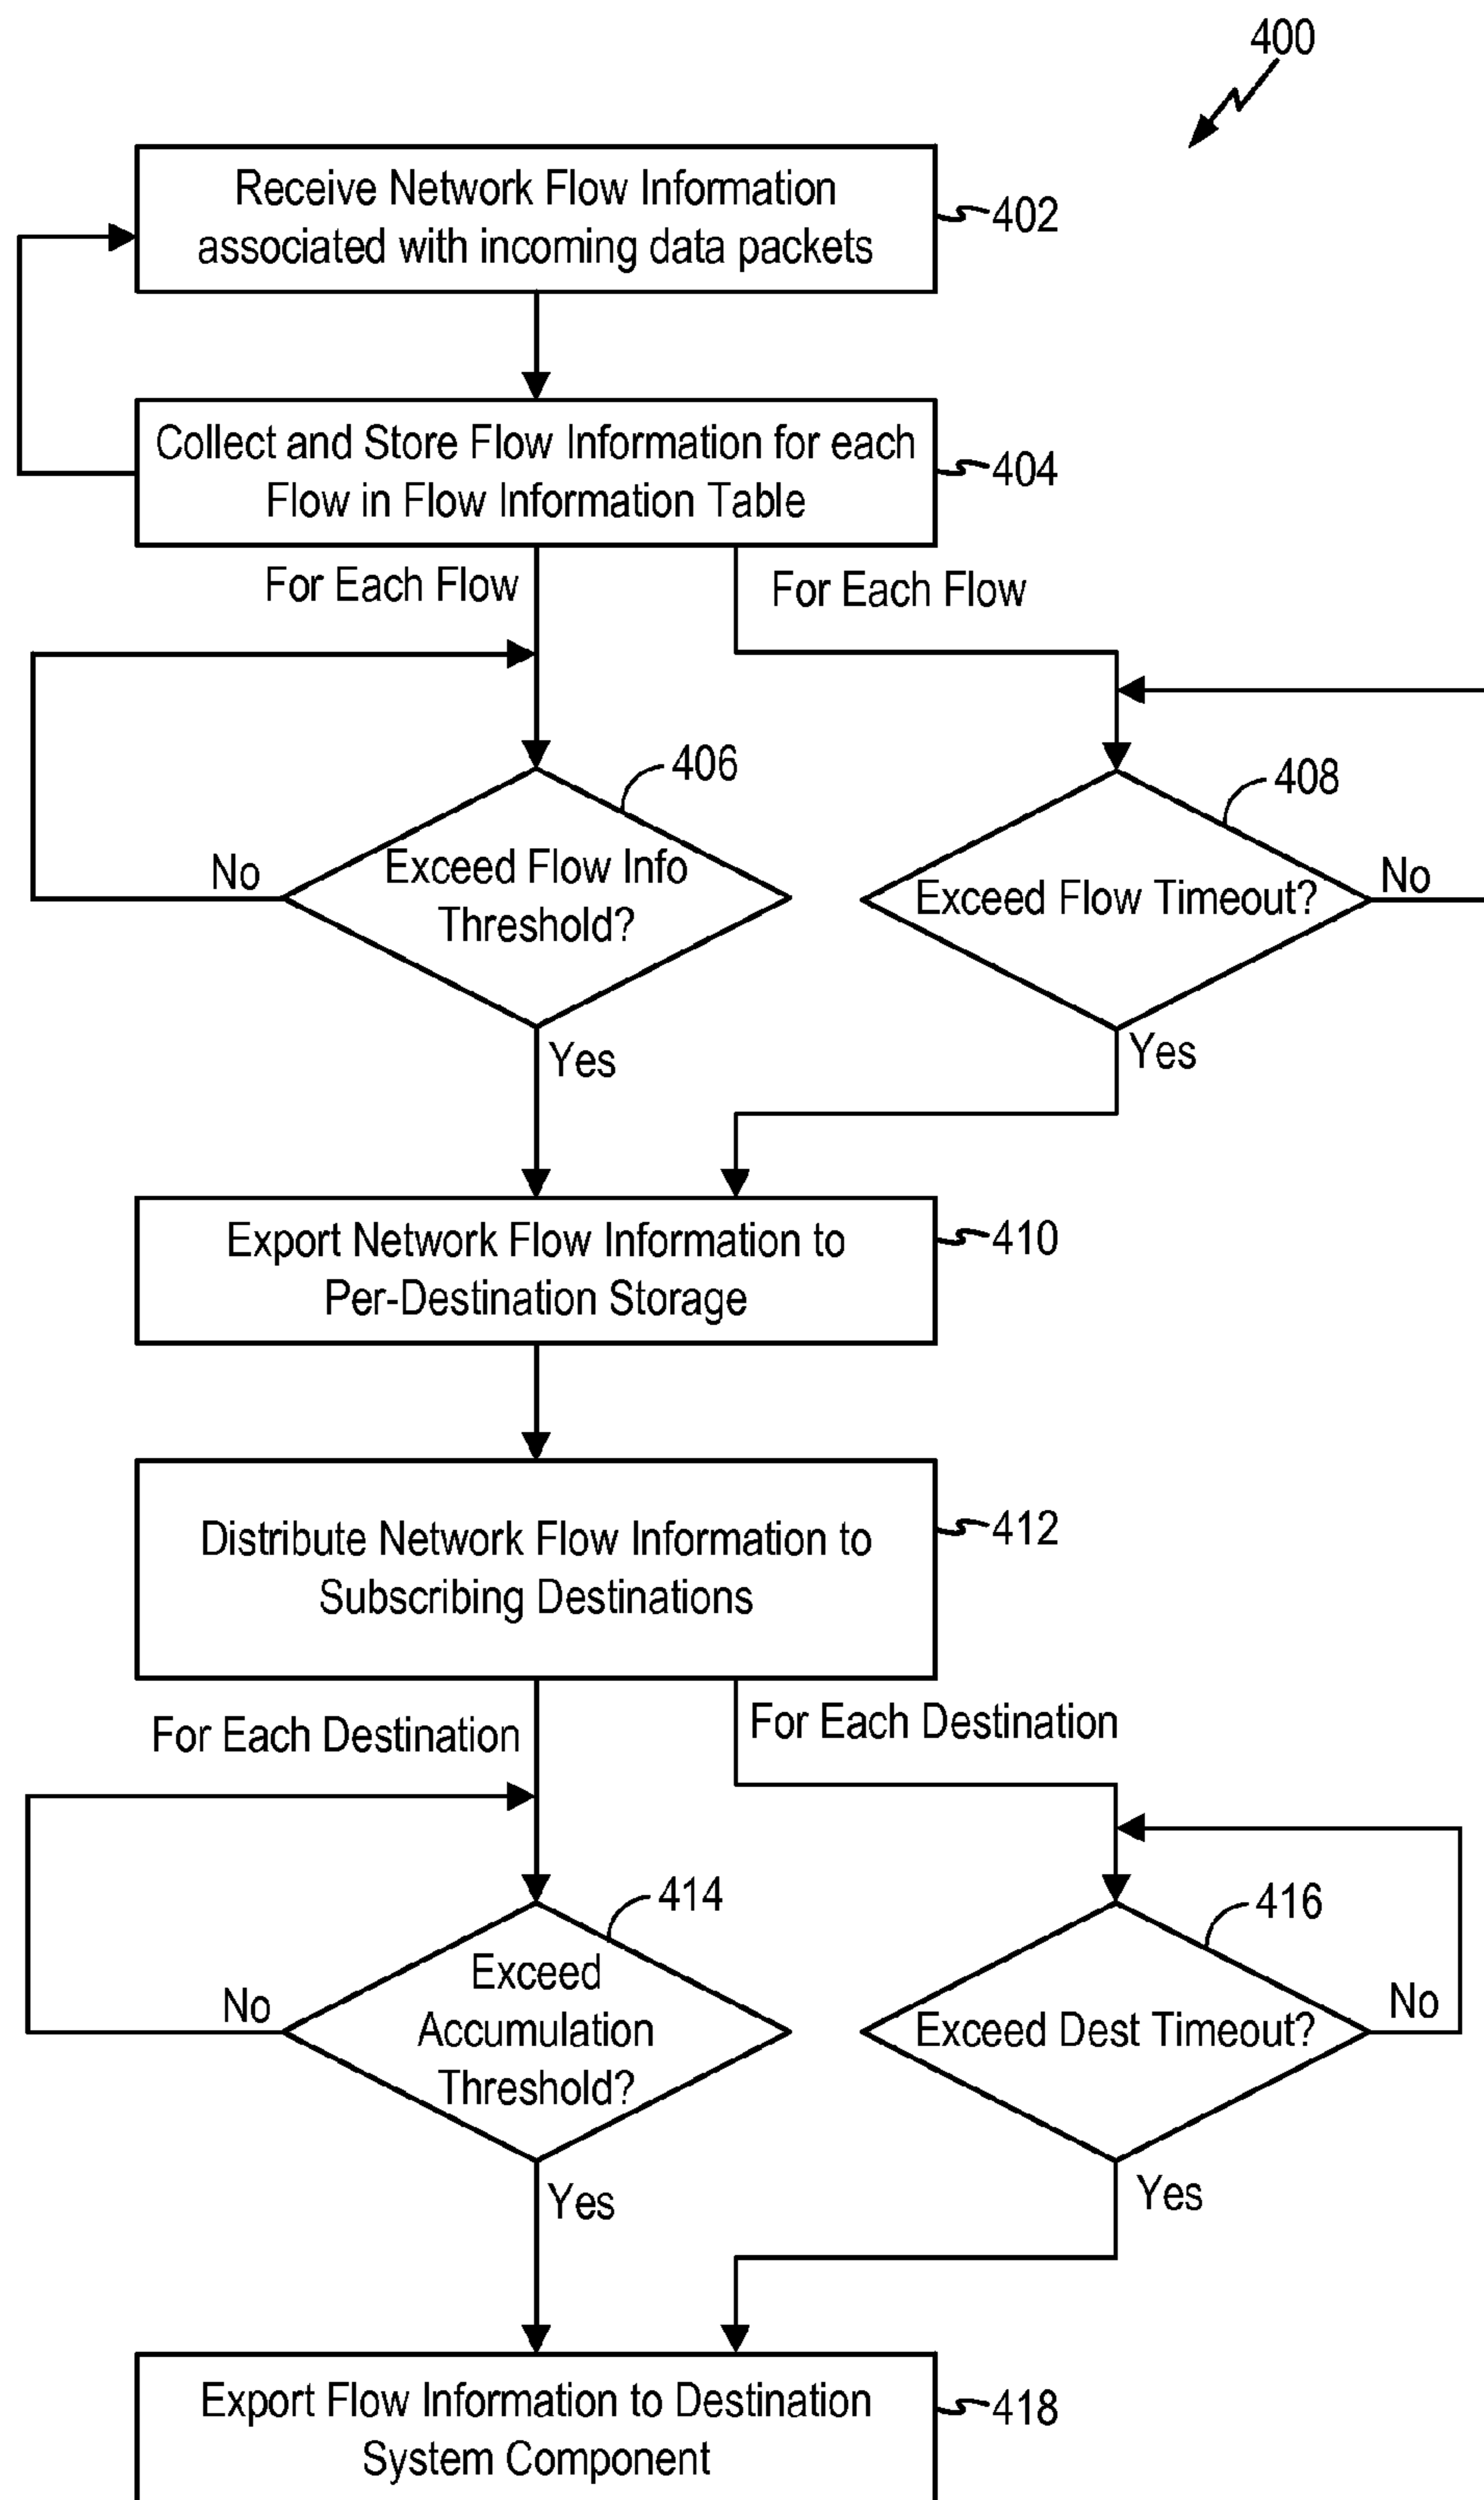 400
Receive Network Flow Information
associated with incoming data packets
402
Collect and Store Flow Information for each
Flow in Flow Information Table
404
For Each Flow
For Each Flow
406
408
No
Exceed Flow Info
Threshold?
Exceed Flow Timeout?
No
Yes
Yes
Export Network Flow Information to
Per-Destination Storage
410
Distribute Network Flow Information to
Subscribing Destinations
412
For Each Destination
For Each Destination
414
416
No
Exceed
Accumulation
Threshold?
Exceed Dest Timeout?
No
Yes
Yes
Export Flow Information to Destination
System Component
418